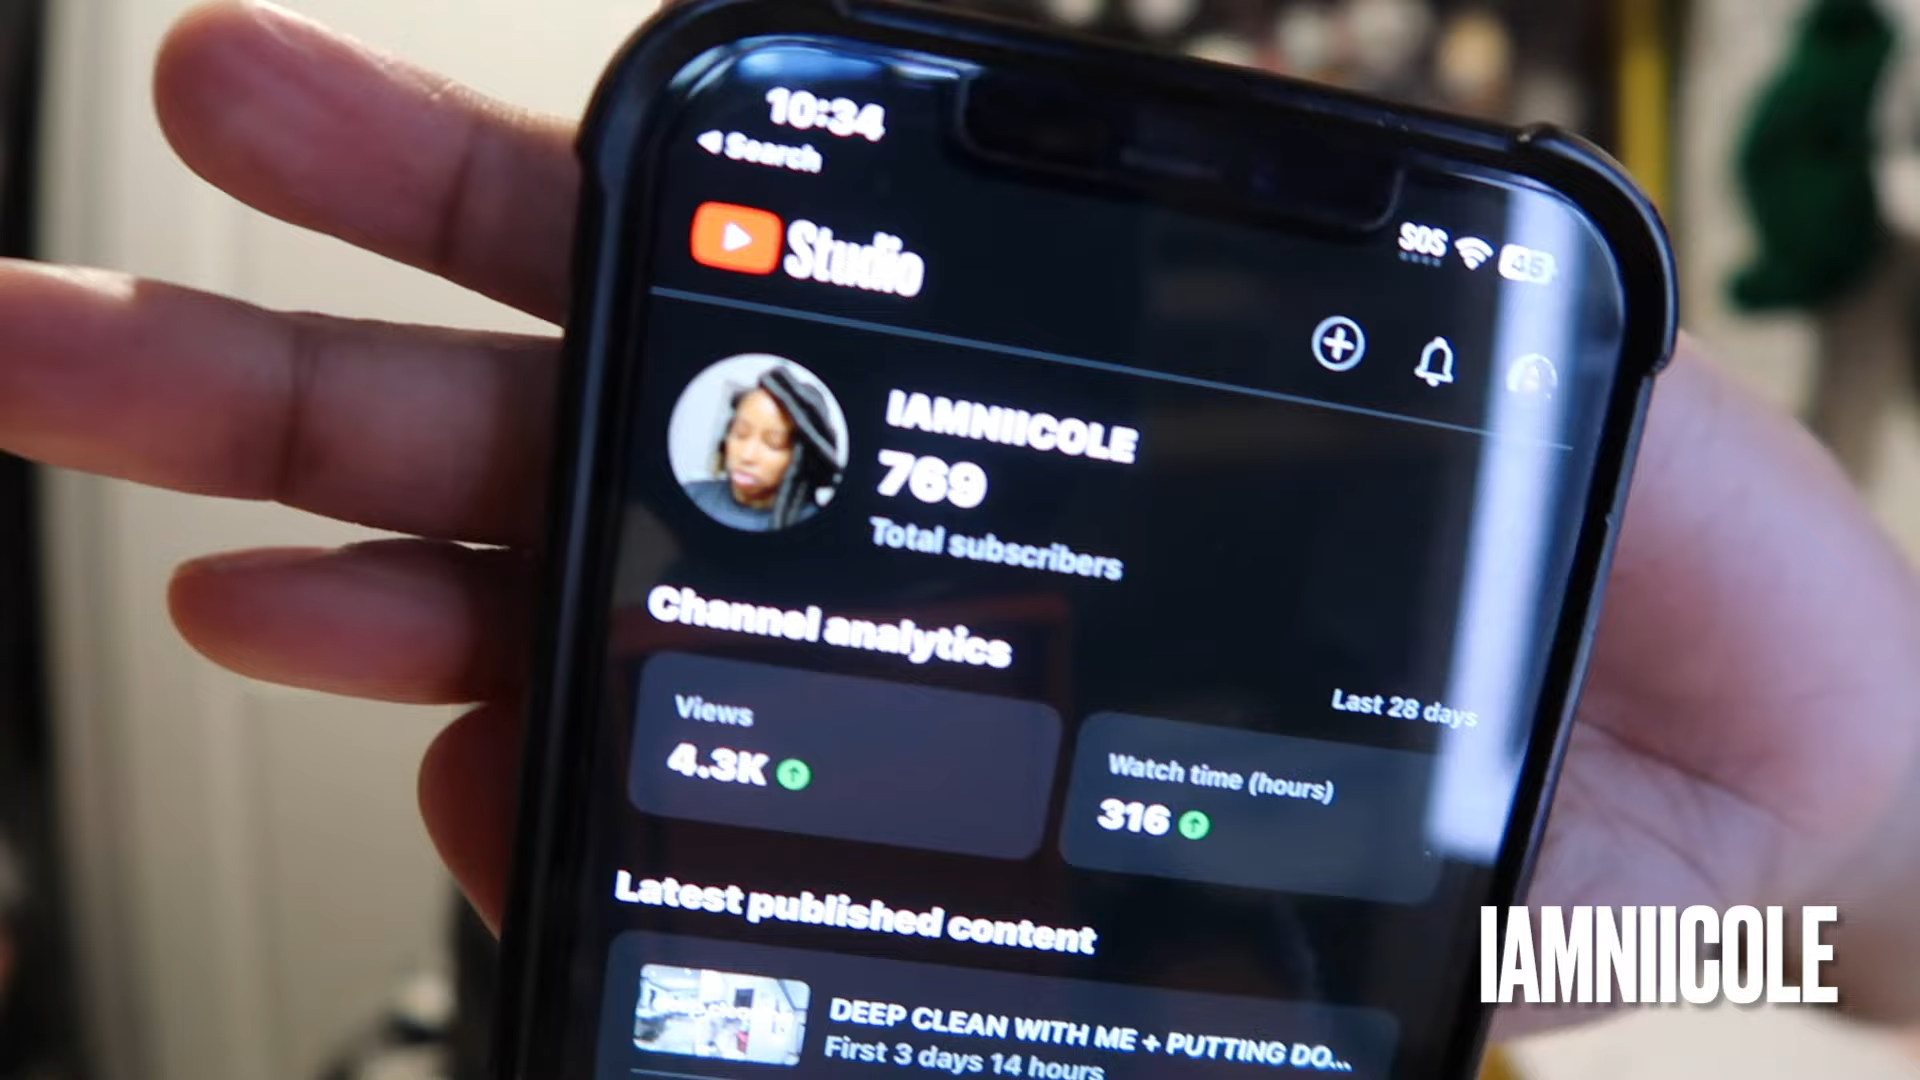 10:34
Search
SOS
46
Studio
IAMNIICOLE
769
Total subscribers
Channel analytics
Last 28 days
Views
4.3K
Watch time (hours)
316
Latest published content
DEEP CLEAN WITH ME + PUTTING DO...
First 3 days 14 hours
IAMNIICOLE